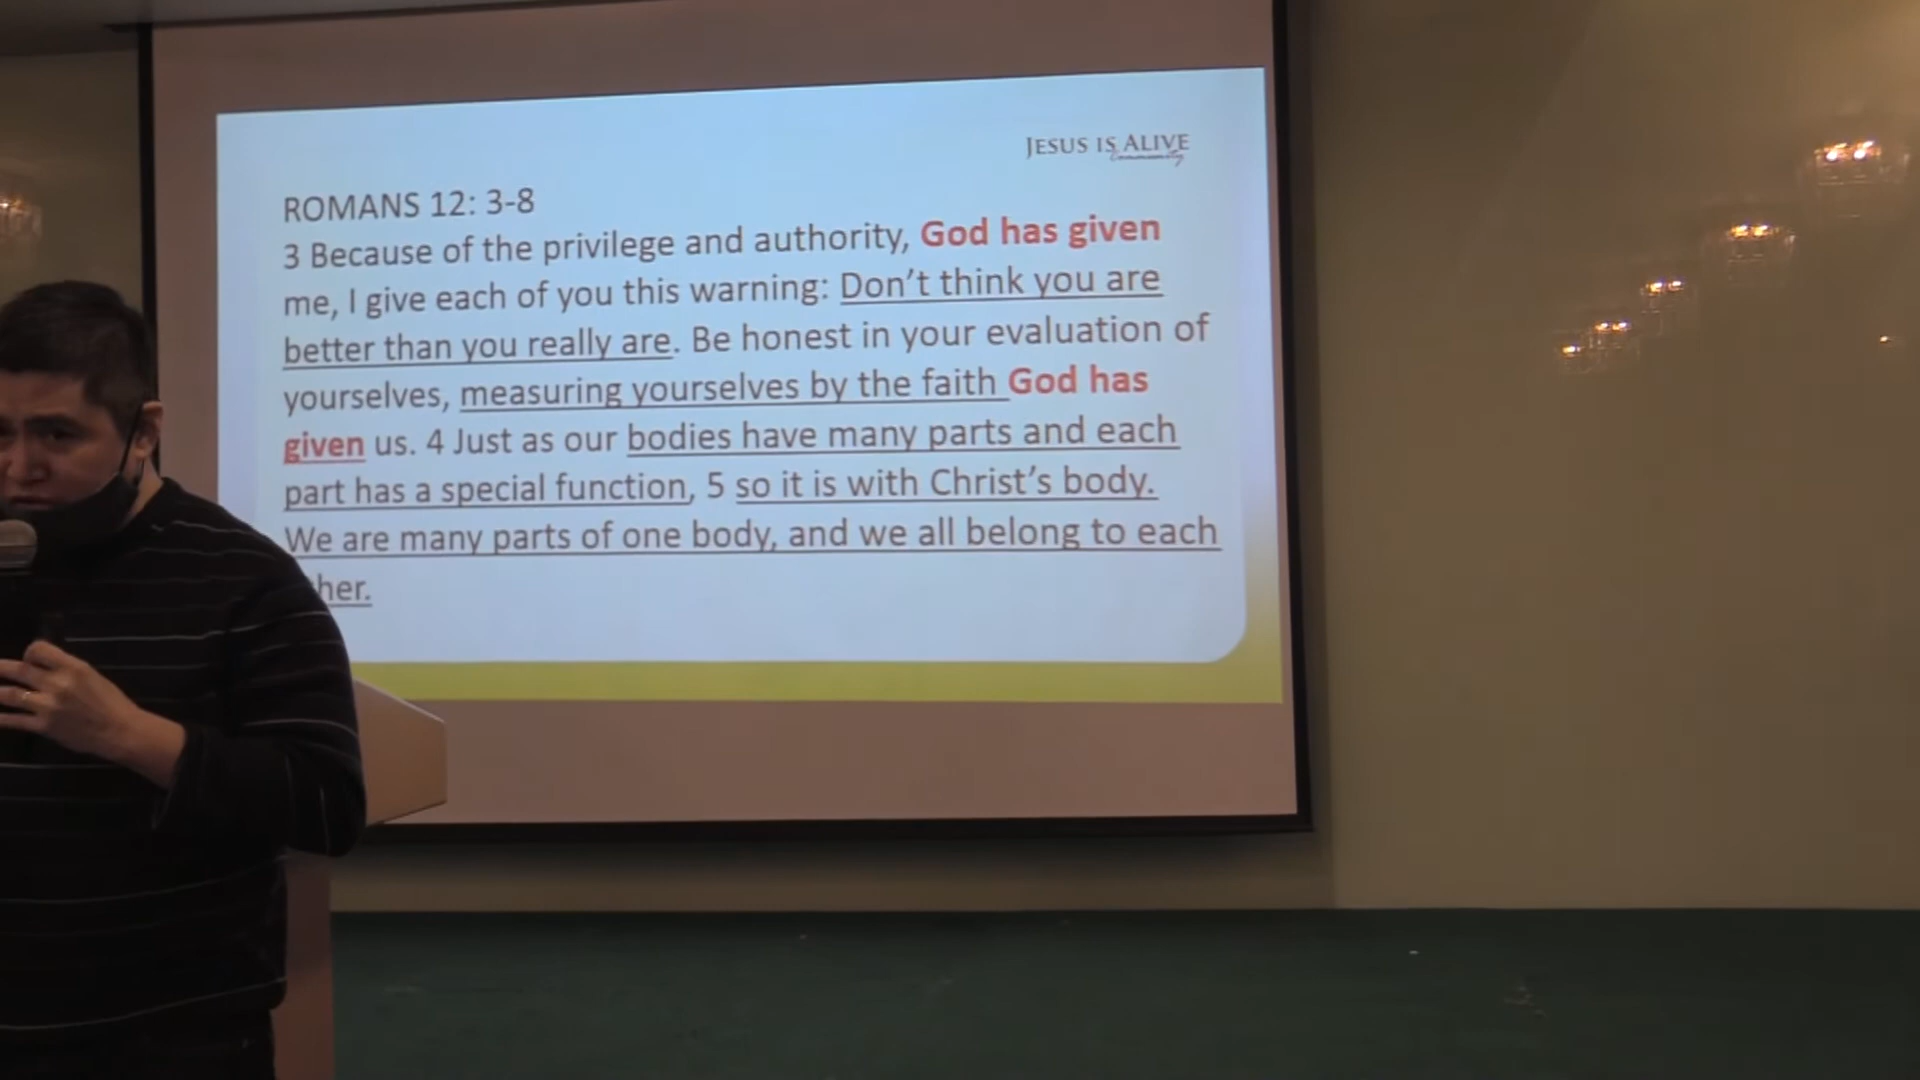 JESUS IS ALIVE
Community
ROMANS 12: 3-8
3 Because of the privilege and authority, God has given
me, I give each of you this warning: Don’t think you are
better than you really are. Be honest in your evaluation of
yourselves, measuring yourselves by the faith God has
given us. 4 Just as our bodies have many parts and each
part has a special function, 5 so it is with Christ’s body.
We are many parts of one body, and we all belong to each
her.